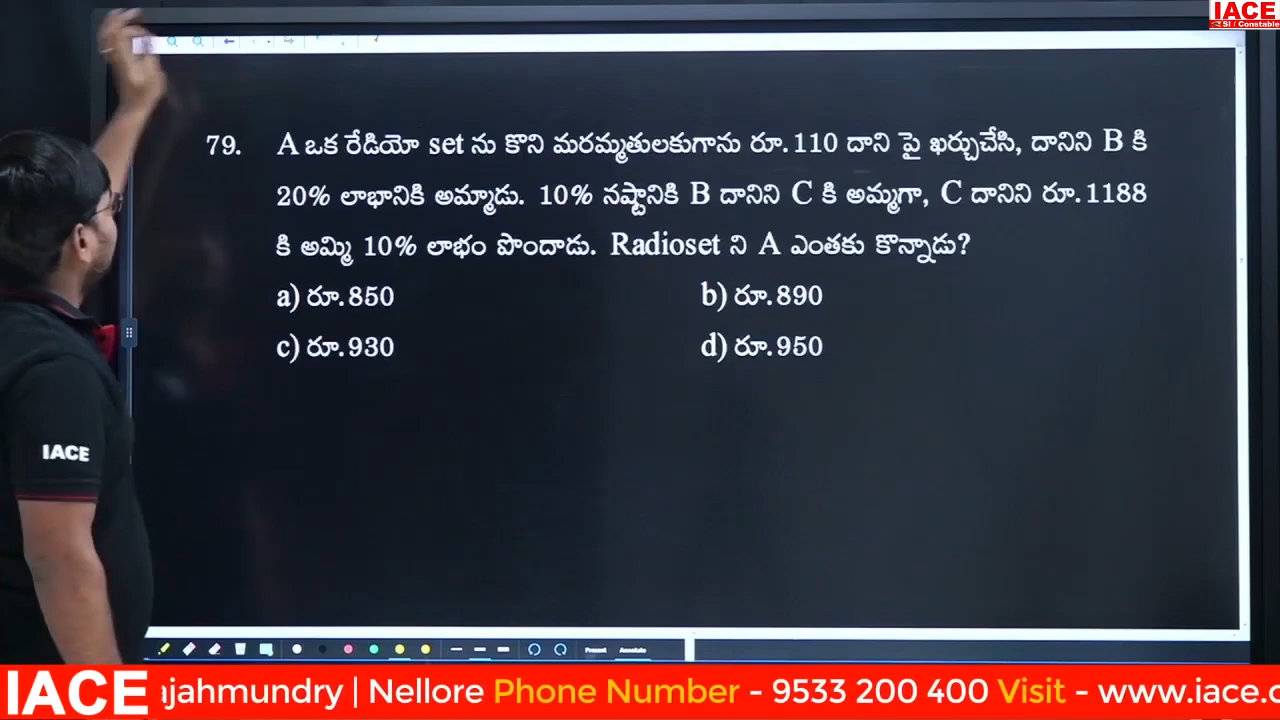 IACE
SI / Constable
79. A ఒక రేడియో set ను కొని మరమ్మతులకుగాను రూ.110 దాని పై ఖర్చుచేసి, దానిని B కి
20% లాభానికి అమ్మాడు. 10% నష్టానికి B దానిని C కి అమ్మగా, C దానిని రూ.1188
కి అమ్మి 10% లాభం పొందాడు. Radioset ని A ఎంతకు కొన్నాడు?
a) రూ.850 b) రూ.890
c) రూ.930 d) రూ.950
IACE
Present Annotate
IACE ajahmundry | Nellore Phone Number - 9533 200 400 Visit - www.iace.c